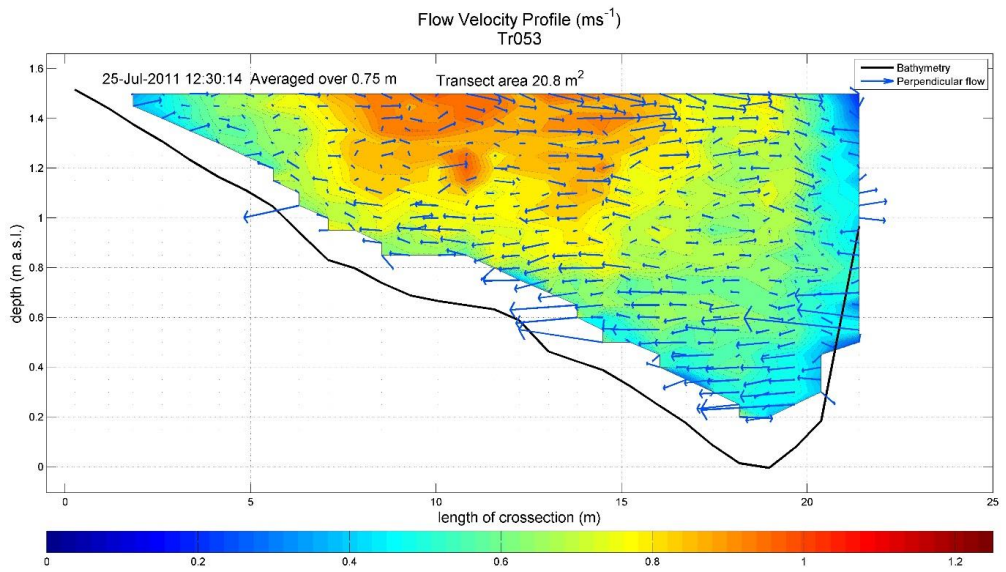 Flow Velocity Profile (ms⁻¹)
Tr053
25-Jul-2011 12:30:14 Averaged over 0.75 m Transect area 20.8 m²
Bathymetry
Perpendicular flow
1.6
1.4
1.2
1
0.8
0.6
0.4
0.2
0
depth (m a.s.l.)
0 5 10 15 20 25
length of crossection (m)
0 0.2 0.4 0.6 0.8 1 1.2